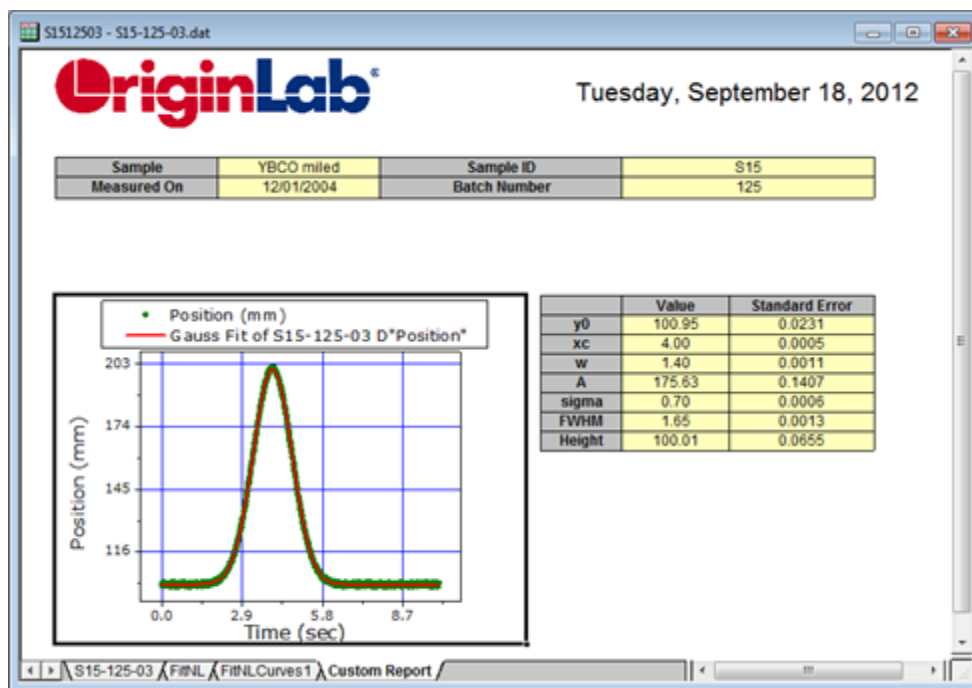 S1512503 - S15-125-03.dat
OriginLab®
Tuesday, September 18, 2012
Sample YBCO miled Sample ID S15
Measured On 12/01/2004 Batch Number 125
Position (mm)
Gauss Fit of S15-125-03 D"Position"
203
174
145
116
Position (mm)
0.0 2.9 5.8 8.7
Time (sec)
Value Standard Error
y0 100.95 0.0231
xc 4.00 0.0005
w 1.40 0.0011
A 175.63 0.1407
sigma 0.70 0.0006
FWHM 1.65 0.0013
Height 100.01 0.0655
S15-125-03 FitNL FitNLCurves1 Custom Report